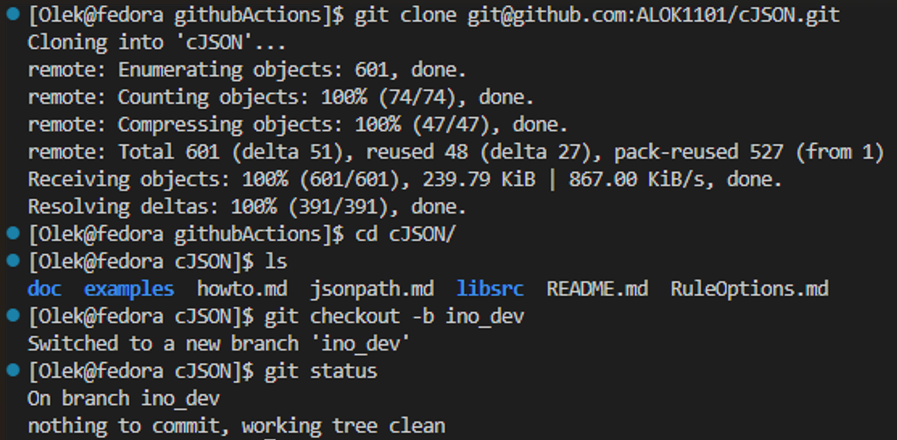 [Olek@fedora githubActions]$ git clone git@github.com:ALOK1101/cJSON.git
Cloning into 'cJSON'...
remote: Enumerating objects: 601, done.
remote: Counting objects: 100% (74/74), done.
remote: Compressing objects: 100% (47/47), done.
remote: Total 601 (delta 51), reused 48 (delta 27), pack-reused 527 (from 1)
Receiving objects: 100% (601/601), 239.79 KiB | 867.00 KiB/s, done.
Resolving deltas: 100% (391/391), done.
[Olek@fedora githubActions]$ cd cJSON/
[Olek@fedora cJSON]$ ls
doc examples howto.md jsonpath.md libsrc README.md RuleOptions.md
[Olek@fedora cJSON]$ git checkout -b ino_dev
Switched to a new branch 'ino_dev'
[Olek@fedora cJSON]$ git status
On branch ino_dev
nothing to commit, working tree clean